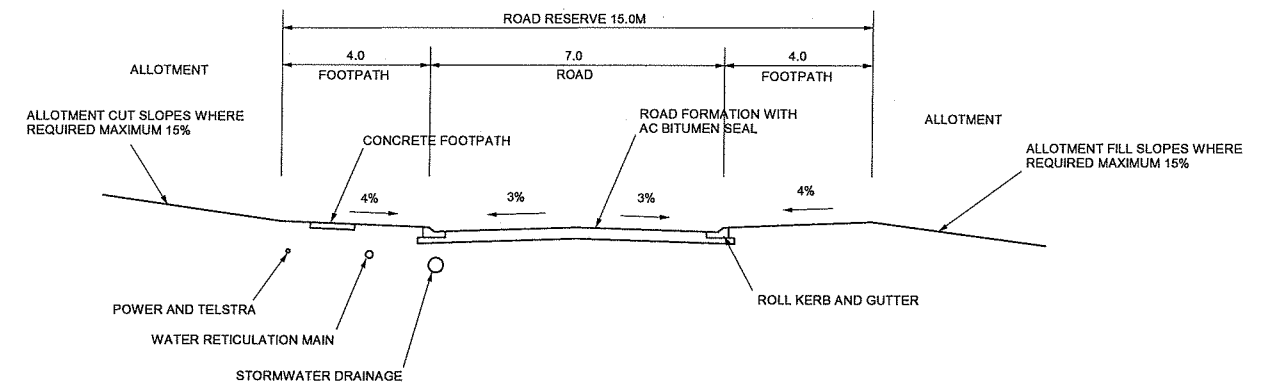 ROAD RESERVE 15.0M
4.0
7.0
4.0
FOOTPATH
ROAD
FOOTPATH
ALLOTMENT
ALLOTMENT
ALLOTMENT CUT SLOPES WHERE
REQUIRED MAXIMUM 15%
CONCRETE FOOTPATH
ROAD FORMATION WITH
AC BITUMEN SEAL
ALLOTMENT FILL SLOPES WHERE
REQUIRED MAXIMUM 15%
4%
3%
3%
4%
POWER AND TELSTRA
WATER RETICULATION MAIN
STORMWATER DRAINAGE
ROLL KERB AND GUTTER